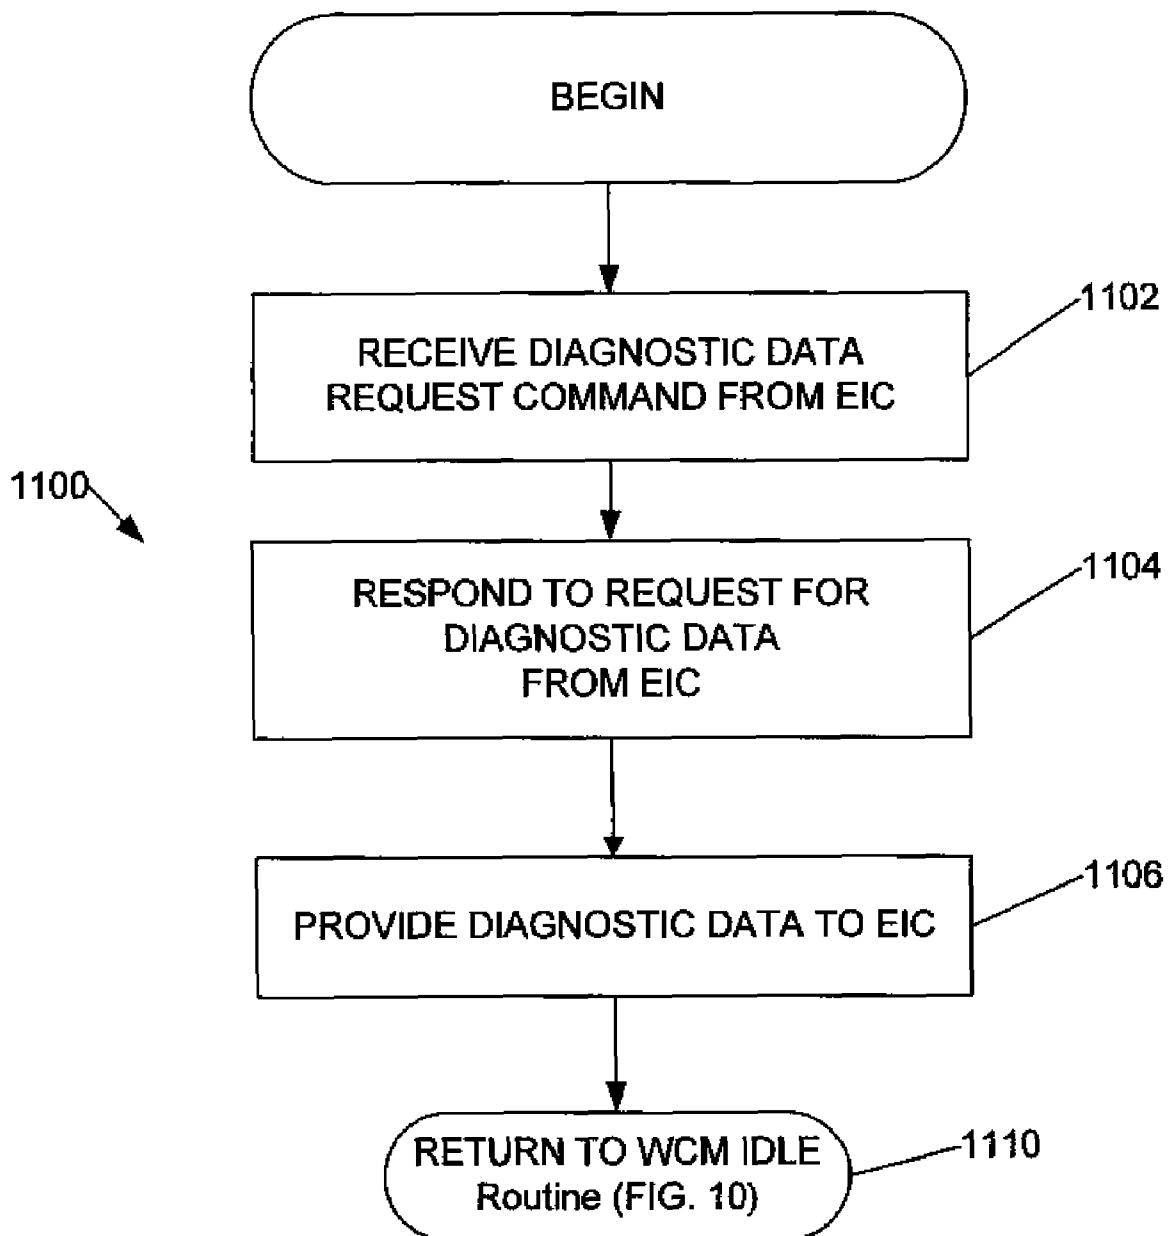 BEGIN
1102
RECEIVE DIAGNOSTIC DATA
REQUEST COMMAND FROM EIC
1100
1104
RESPOND TO REQUEST FOR
DIAGNOSTIC DATA
FROM EIC
1106
PROVIDE DIAGNOSTIC DATA TO EIC
1110
RETURN TO WCM IDLE
Routine (FIG. 10)